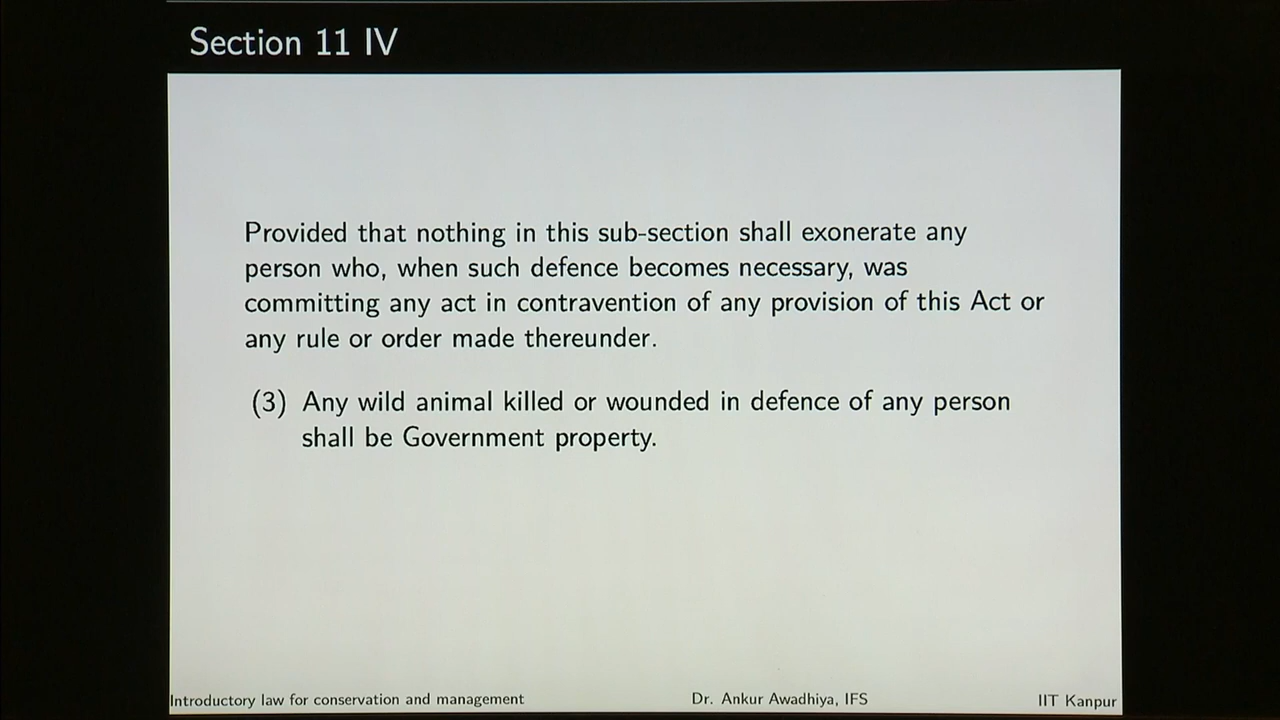 Section 11 IV
Provided that nothing in this sub-section shall exonerate any
person who, when such defence becomes necessary, was
committing any act in contravention of any provision of this Act or
any rule or order made thereunder.
(3) Any wild animal killed or wounded in defence of any person
shall be Government property.
Introductory law for conservation and management Dr. Ankur Awadhiya, IFS IIT Kanpur